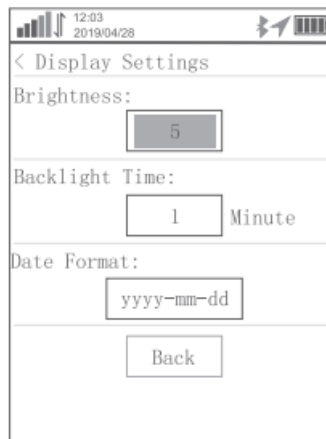 12:03
2019/04/28
< Display Settings
Brightness:
5
Backlight Time:
1 Minute
Date Format:
yyyy-mm-dd
Back